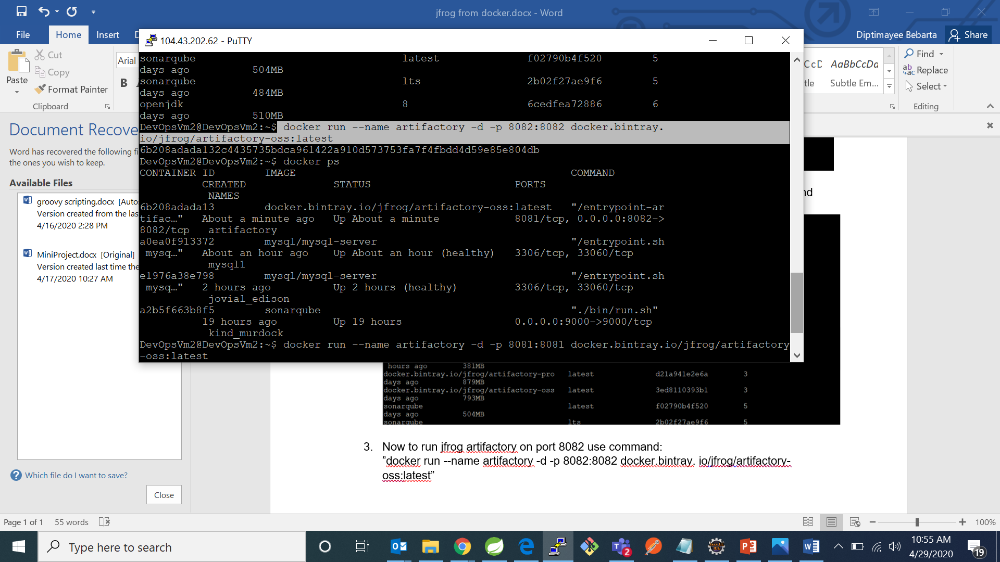 jfrog from docker.docx - Word
File
Home
Insert
D
Diptimayee Bebarta
Share
Paste
Cut
Copy
Format Painter
Clipboard
Arial
B
CcD
AaBbCcDd
tle
Subtle Em...
Find
Replace
Select
Editing
104.43.202.62 - PuTTY
sonarqube latest f02790b4f520 5
days ago 504MB
sonarqube lts 2b02f27ae9f6 5
days ago 484MB
openjdk 8 6cedfea72886 6
days ago 510MB
DevOpsVm2@DevOpsVm2:~$ docker run --name artifactory -d -p 8082:8082 docker.bintray.
io/jfrog/artifactory-oss:latest
6b208adada132c4435735bdca961422a910d573753fa7f4fbdd4d59e85e804db
DevOpsVm2@DevOpsVm2:~$ docker ps
CONTAINER ID IMAGE COMMAND
CREATED STATUS PORTS
NAMES
6b208adada13 docker.bintray.io/jfrog/artifactory-oss:latest "/entrypoint-ar
tifac…" About a minute ago Up About a minute 8081/tcp, 0.0.0.0:8082->
8082/tcp artifactory
a0ea0f913372 mysql/mysql-server "/entrypoint.sh
mysq…" About an hour ago Up About an hour (healthy) 3306/tcp, 33060/tcp
mysql1
e1976a38e798 mysql/mysql-server "/entrypoint.sh
mysq…" 2 hours ago Up 2 hours (healthy) 3306/tcp, 33060/tcp
jovial_edison
a2b5f663b8f5 sonarqube "./bin/run.sh"
19 hours ago Up 19 hours 0.0.0.0:9000->9000/tcp
kind_murdock
DevOpsVm2@DevOpsVm2:~$ docker run --name artifactory -d -p 8081:8081 docker.bintray.io/jfrog/artifactory
-oss:latest
Document Recove
Word has recovered the following fi
the ones you wish to keep.
Available Files
groovy scripting.docx [Auto
Version created from the las
4/16/2020 2:28 PM
MiniProject.docx [Original]
Version created last time the
4/17/2020 10:27 AM
Which file do I want to save?
Close
nd
hours ago 381MB
docker.bintray.io/jfrog/artifactory-pro latest d21a941e2e6a 3
days ago 879MB
docker.bintray.io/jfrog/artifactory-oss latest 3ed8110393b1 3
days ago 793MB
sonarqube latest f02790b4f520 5
days ago 504MB
sonarqube lts 2b02f27ae9f6 5
3. Now to run jfrog artifactory on port 8082 use command:
”docker run --name artifactory -d -p 8082:8082 docker.bintray. io/jfrog/artifactory-
oss:latest”
Page 1 of 1 55 words
100%
Type here to search
2
10:55 AM
4/29/2020
19